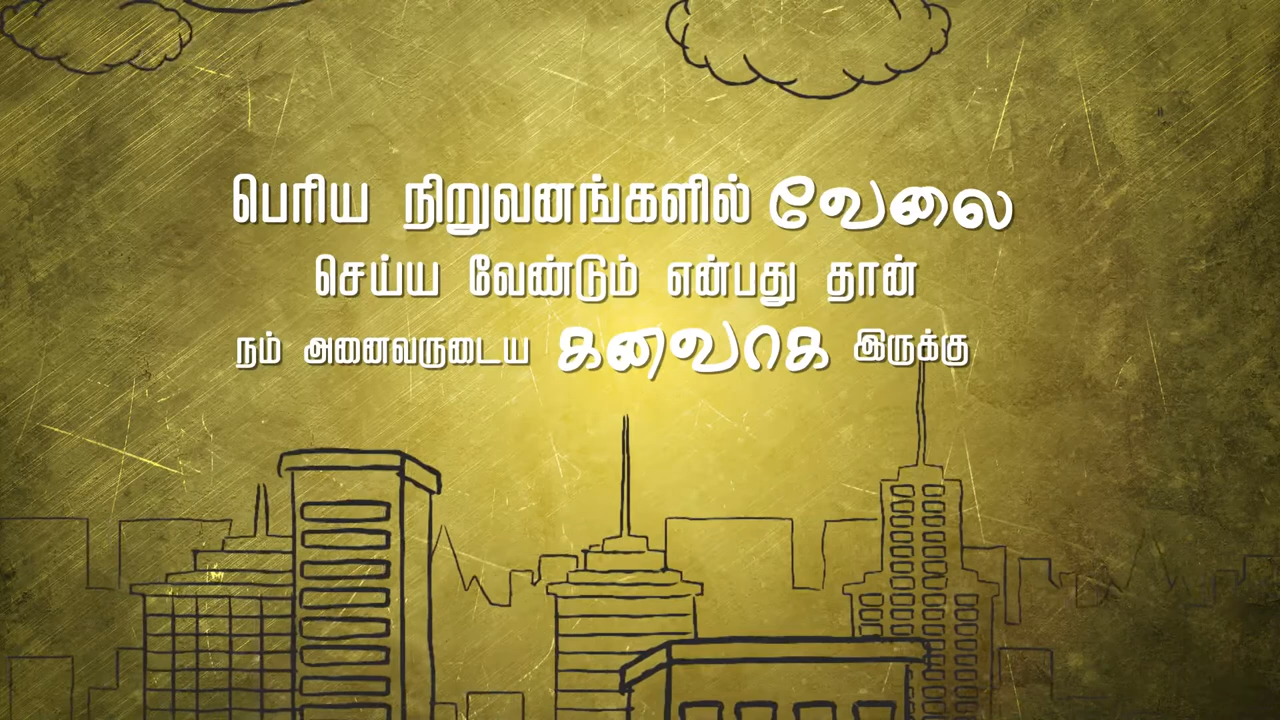 பெரிய நிறுவனங்களில் வேலை
செய்ய வேண்டும் என்பது தான்
நம் அனைவருடைய கனவாக இருக்கு